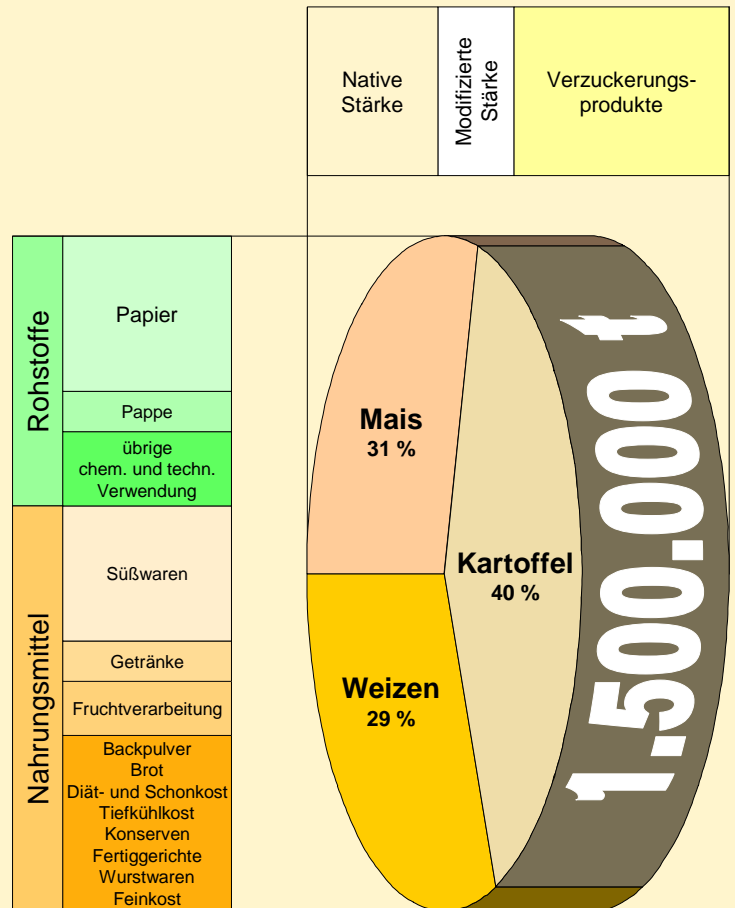 Native
Stärke
Modifizierte
Stärke
Verzuckerungs-
produkte
Rohstoffe
Papier
Pappe
übrige
chem. und techn.
Verwendung
Nahrungsmittel
Süßwaren
Getränke
Fruchtverarbeitung
Backpulver
Brot
Diät- und Schonkost
Tiefkühlkost
Konserven
Fertiggerichte
Wurstwaren
Feinkost
Mais
31 %
Kartoffel
40 %
Weizen
29 %
1.500.000 t